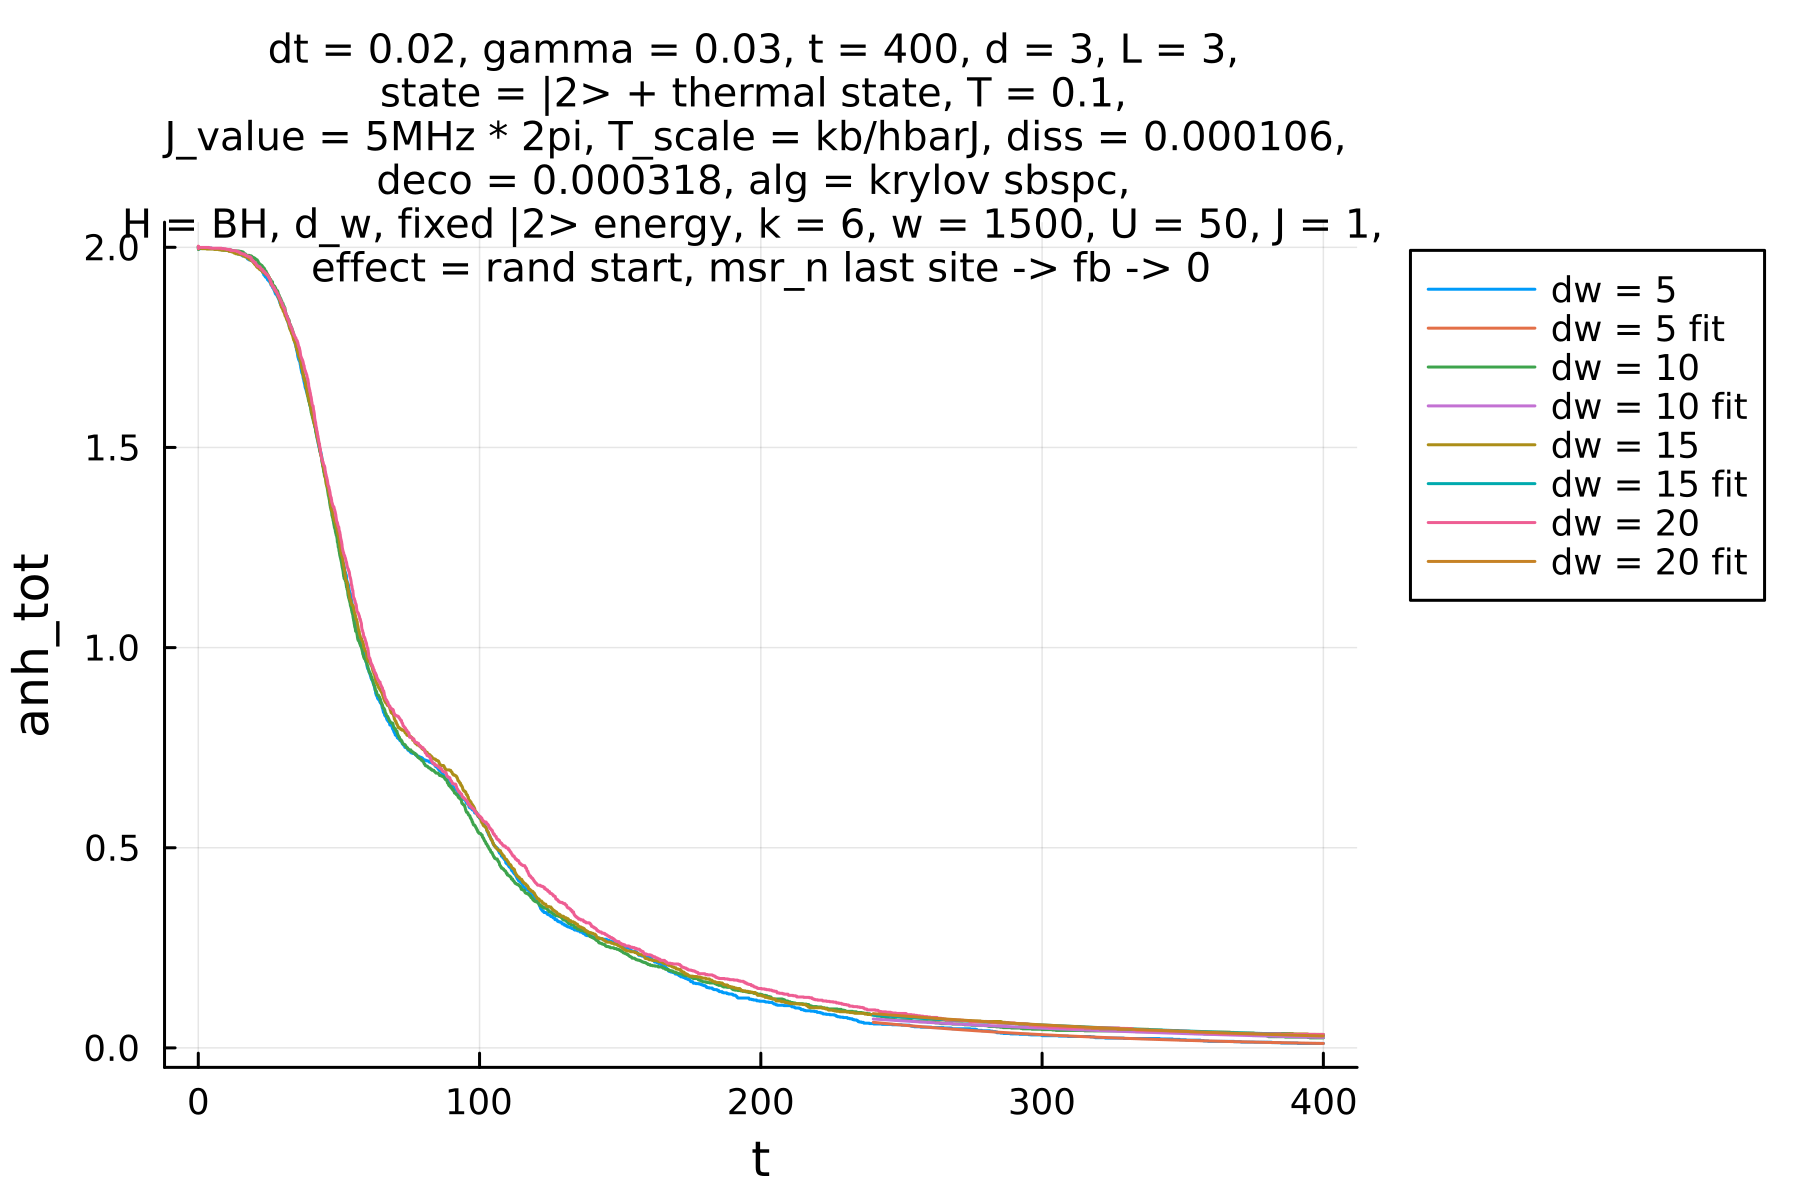 dt = 0.02, gamma = 0.03, t = 400, d = 3, L = 3,
state = |2> + thermal state, T = 0.1,
J_value = 5MHz * 2pi, T_scale = kb/hbarJ, diss = 0.000106,
deco = 0.000318, alg = krylov sbspc,
H = BH, d_w, fixed |2> energy, k = 6, w = 1500, U = 50, J = 1,
effect = rand start, msr_n last site -> fb -> 0
2.0
1.5
1.0
0.5
0.0
anh_tot
0 100 200 300 400
t
dw = 5
dw = 5 fit
dw = 10
dw = 10 fit
dw = 15
dw = 15 fit
dw = 20
dw = 20 fit